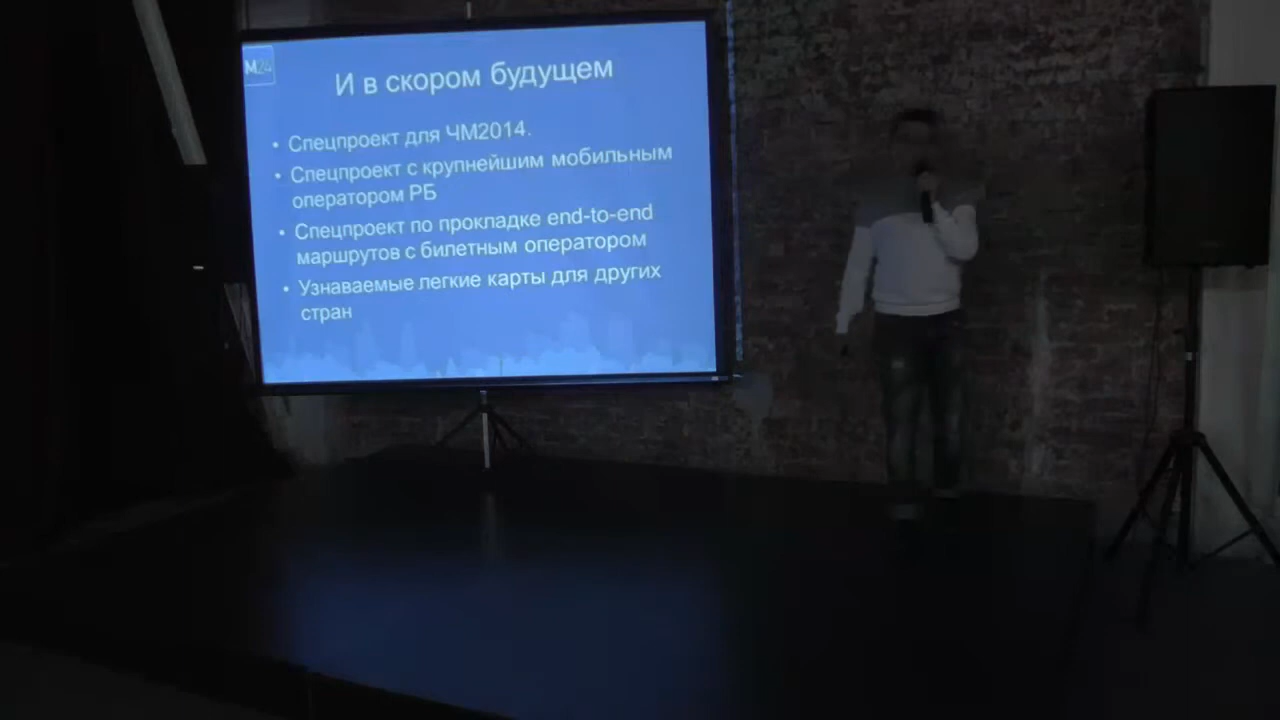 M24
И в скором будущем
• Спецпроект для ЧМ2014.
• Спецпроект с крупнейшим мобильным
оператором РБ
• Спецпроект по прокладке end-to-end
маршрутов с билетным оператором
• Узнаваемые легкие карты для других
стран